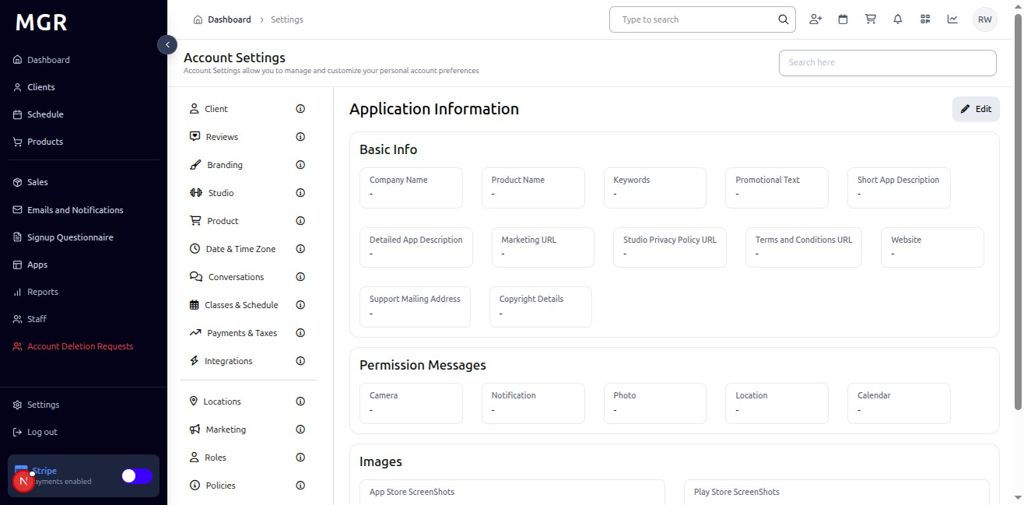 MGR
Dashboard
Clients
Schedule
Products
Sales
Emails and Notifications
Signup Questionnaire
Apps
Reports
Staff
Account Deletion Requests
Settings
Log out
Stripe
ayments enabled
N
Dashboard > Settings
Type to search
RW
Account Settings
Account Settings allow you to manage and customize your personal account preferences
Search here
Client
Reviews
Branding
Studio
Product
Date & Time Zone
Conversations
Classes & Schedule
Payments & Taxes
Integrations
Locations
Marketing
Roles
Policies
Application Information
Edit
Basic Info
Company Name
-
Product Name
-
Keywords
-
Promotional Text
-
Short App Description
-
Detailed App Description
-
Marketing URL
-
Studio Privacy Policy URL
-
Terms and Conditions URL
-
Website
-
Support Mailing Address
-
Copyright Details
-
Permission Messages
Camera
-
Notification
-
Photo
-
Location
-
Calendar
-
Images
App Store ScreenShots
Play Store ScreenShots